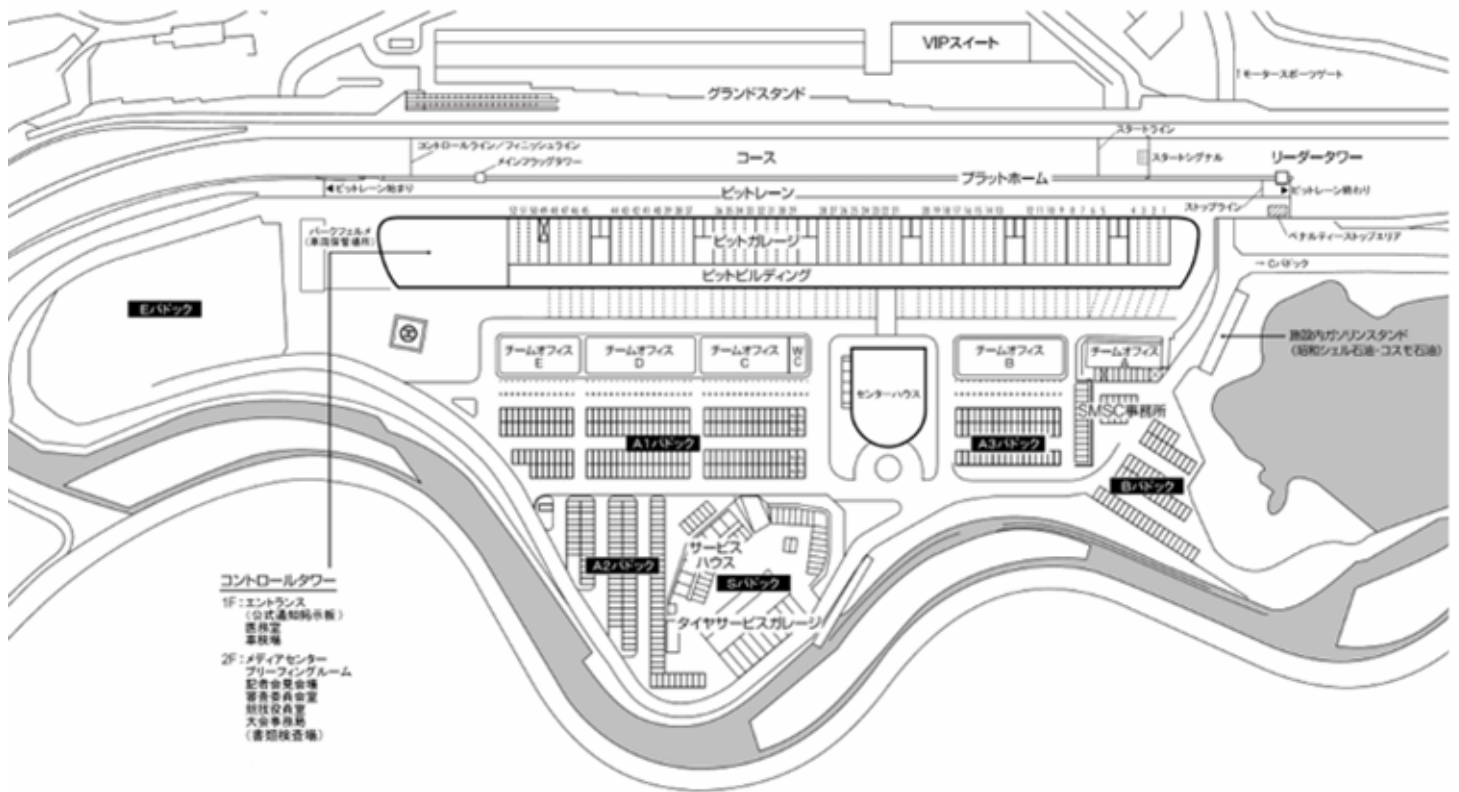 VIPスイート
↑モータースポーツゲート
グランドスタンド
コントロールライン/フィニッシュライン
メインフラッグタワー
コース
スタートライン
スタートシグナル
リーダータワー
プラットホーム
◀ピットレーン始まり
ピットレーン
ストップライン
▶ピットレーン終わり
ペナルティーストップエリア
パークフェルメ
(車両保管場所)
ピットガレージ
ピットビルディング
→Cパドック
Eパドック
施設内ガソリンスタンド
(昭和シェル石油・コスモ石油)
チームオフィス
E
チームオフィス
D
チームオフィス
C
WC
センターハウス
チームオフィス
B
チームオフィス
A
SMSC事務所
A1パドック
A3パドック
Bパドック
サービス
ハウス
A2パドック
Sパドック
タイヤサービスガレージ
コントロールタワー
1F:エントランス
(公式通知掲示板)
医務室
車検場
2F:メディアセンター
ブリーフィングルーム
記者会見会場
審査委員会室
競技役員室
大会事務局
(書類検査場)